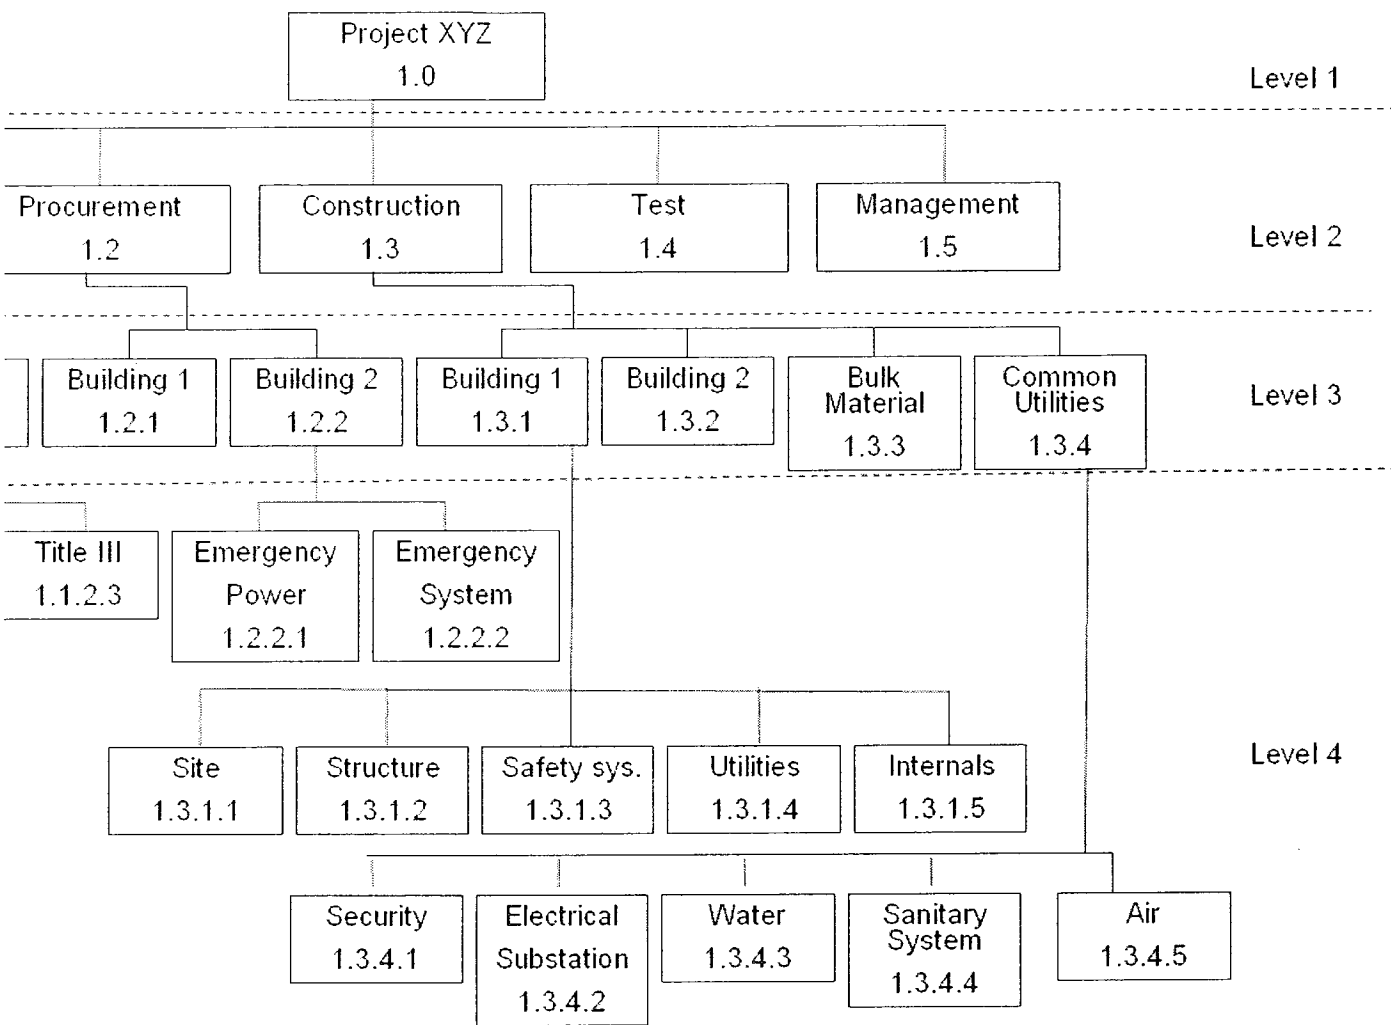 Project XYZ
1.0
Level 1
Procurement
1.2
Construction
1.3
Test
1.4
Management
1.5
Level 2
Building 1
1.2.1
Building 2
1.2.2
Building 1
1.3.1
Building 2
1.3.2
Bulk
Material
1.3.3
Common
Utilities
1.3.4
Level 3
Title III
1.1.2.3
Emergency
Power
1.2.2.1
Emergency
System
1.2.2.2
Site
1.3.1.1
Structure
1.3.1.2
Safety sys.
1.3.1.3
Utilities
1.3.1.4
Internals
1.3.1.5
Level 4
Security
1.3.4.1
Electrical
Substation
1.3.4.2
Water
1.3.4.3
Sanitary
System
1.3.4.4
Air
1.3.4.5